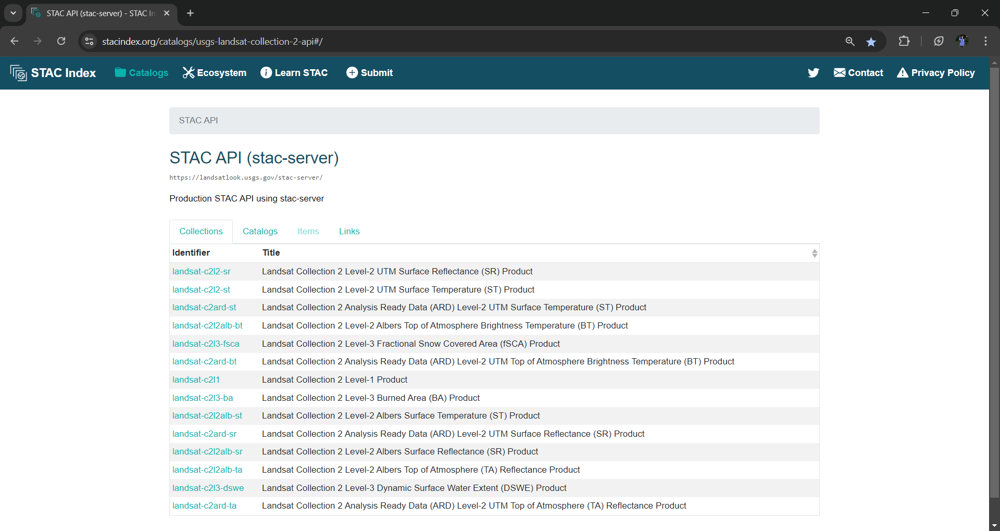 STAC API (stac-server) - STAC In
stacindex.org/catalogs/usgs-landsat-collection-2-api#/
STAC Index Catalogs Ecosystem Learn STAC Submit Contact Privacy Policy
STAC API
STAC API (stac-server)
https://landsatlook.usgs.gov/stac-server/
Production STAC API using stac-server
Collections Catalogs Items Links
Identifier Title
landsat-c2l2-sr Landsat Collection 2 Level-2 UTM Surface Reflectance (SR) Product
landsat-c2l2-st Landsat Collection 2 Level-2 UTM Surface Temperature (ST) Product
landsat-c2ard-st Landsat Collection 2 Analysis Ready Data (ARD) Level-2 UTM Surface Temperature (ST) Product
landsat-c2l2alb-bt Landsat Collection 2 Level-2 Albers Top of Atmosphere Brightness Temperature (BT) Product
landsat-c2l3-fsca Landsat Collection 2 Level-3 Fractional Snow Covered Area (fSCA) Product
landsat-c2ard-bt Landsat Collection 2 Analysis Ready Data (ARD) Level-2 UTM Top of Atmosphere Brightness Temperature (BT) Product
landsat-c2l1 Landsat Collection 2 Level-1 Product
landsat-c2l3-ba Landsat Collection 2 Level-3 Burned Area (BA) Product
landsat-c2l2alb-st Landsat Collection 2 Level-2 Albers Surface Temperature (ST) Product
landsat-c2ard-sr Landsat Collection 2 Analysis Ready Data (ARD) Level-2 UTM Surface Reflectance (SR) Product
landsat-c2l2alb-sr Landsat Collection 2 Level-2 Albers Surface Reflectance (SR) Product
landsat-c2l2alb-ta Landsat Collection 2 Level-2 Albers Top of Atmosphere (TA) Reflectance Product
landsat-c2l3-dswe Landsat Collection 2 Level-3 Dynamic Surface Water Extent (DSWE) Product
landsat-c2ard-ta Landsat Collection 2 Analysis Ready Data (ARD) Level-2 UTM Top of Atmosphere (TA) Reflectance Product